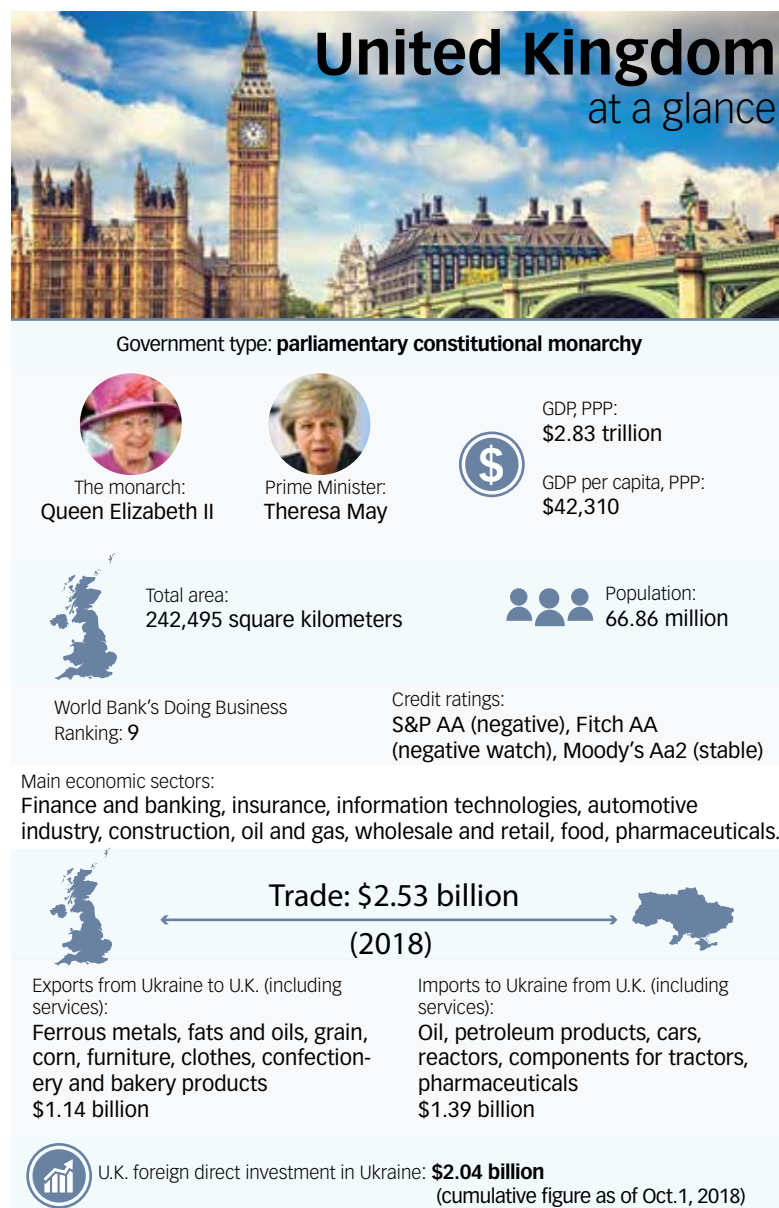 United Kingdom
at a glance
Government type: parliamentary constitutional monarchy
The monarch:
Queen Elizabeth II
Prime Minister:
Theresa May
$
GDP, PPP:
$2.83 trillion
GDP per capita, PPP:
$42,310
Total area:
242,495 square kilometers
Population:
66.86 million
World Bank's Doing Business
Ranking: 9
Credit ratings:
S&P AA (negative), Fitch AA
(negative watch), Moody's Aa2 (stable)
Main economic sectors:
Finance and banking, insurance, information technologies, automotive
industry, construction, oil and gas, wholesale and retail, food, pharmaceuticals.
Trade: $2.53 billion
(2018)
Exports from Ukraine to U.K. (including
services):
Ferrous metals, fats and oils, grain,
corn, furniture, clothes, confection-
ery and bakery products
$1.14 billion
Imports to Ukraine from U.K. (including
services):
Oil, petroleum products, cars,
reactors, components for tractors,
pharmaceuticals
$1.39 billion
U.K. foreign direct investment in Ukraine: $2.04 billion
(cumulative figure as of Oct.1, 2018)